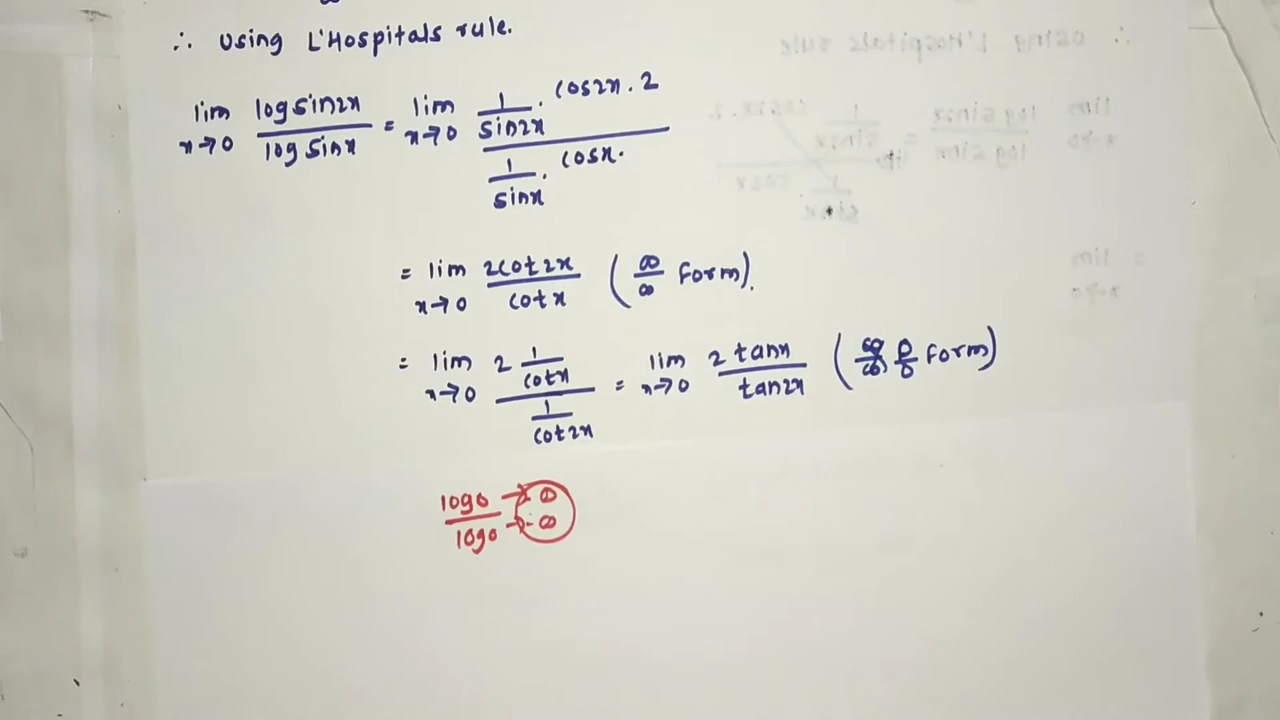 ∴ Using L'Hospitals rule.
lim x→0 logsin2x / log sinx = lim x→0 (1/sin2x . cos2x . 2) / (1/sinx . cosx.)
= lim x→0 2cot2x / cotx (∞/∞ form).
= lim x→0 (2 1/cotx) / (1/cot2x) = lim x→0 2 tanx / tan2x (0/0 form)
log0 / log0 → ∞ → ∞